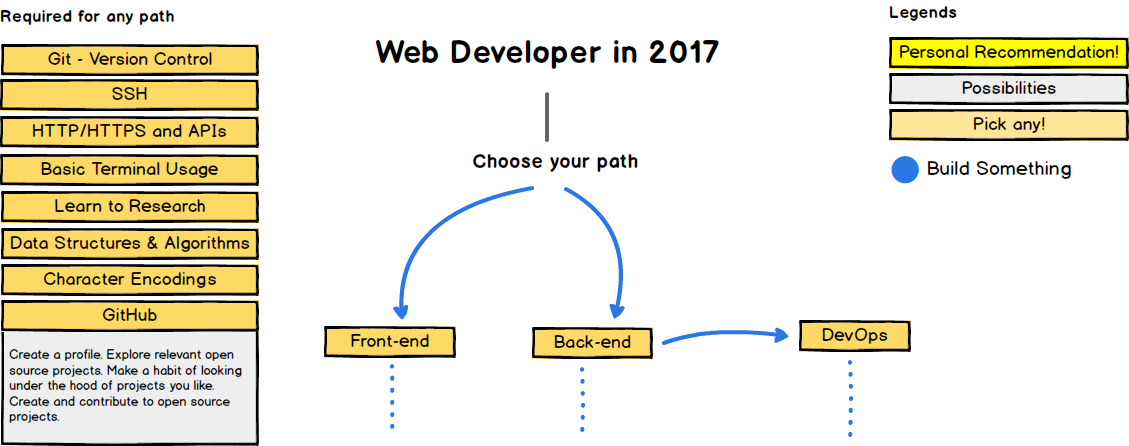 Required for any path
Git - Version Control
SSH
HTTP/HTTPS and APIs
Basic Terminal Usage
Learn to Research
Data Structures & Algorithms
Character Encodings
GitHub
Create a profile. Explore relevant open
source projects. Make a habit of looking
under the hood of projects you like.
Create and contribute to open source
projects.
Web Developer in 2017
Choose your path
Front-end
Back-end
DevOps
Legends
Personal Recommendation!
Possibilities
Pick any!
Build Something